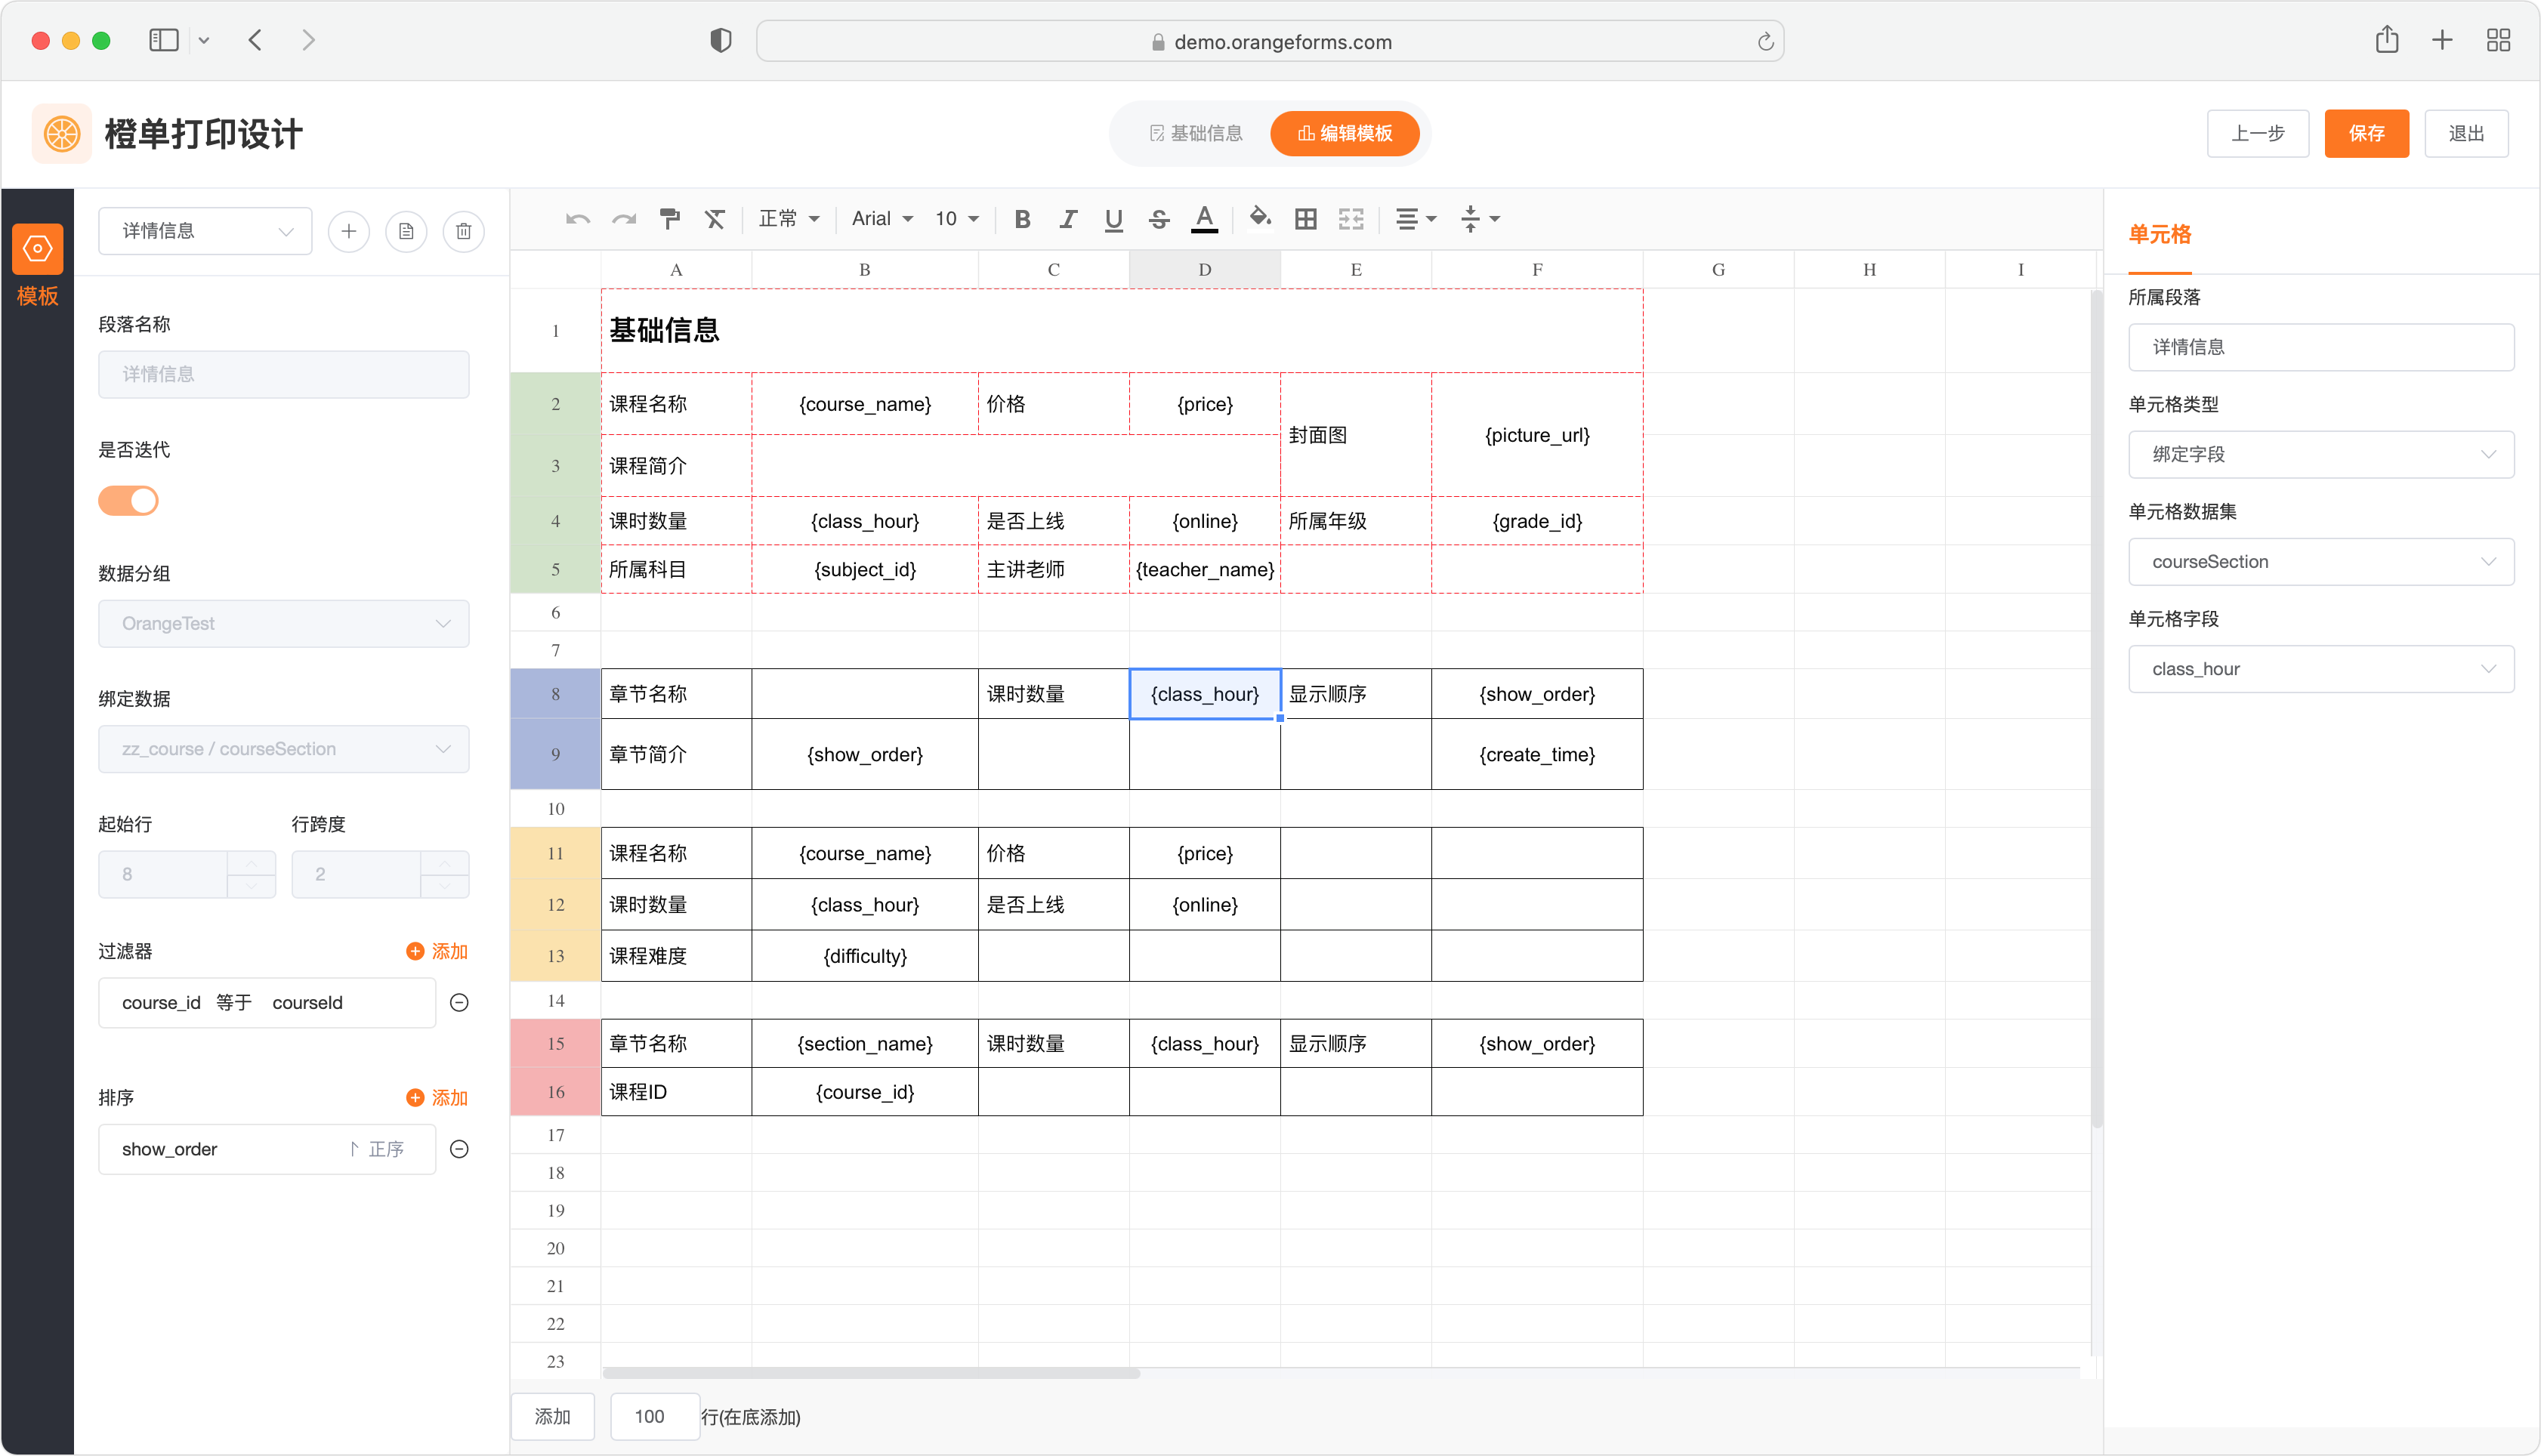 demo.orangeforms.com
橙单打印设计
基础信息
编辑模板
上一步
保存
退出
模板
详情信息
段落名称
详情信息
是否迭代
数据分组
OrangeTest
绑定数据
zz_course / courseSection
起始行 行跨度
8 2
过滤器 添加
course_id 等于 courseId
排序 添加
show_order 正序
正常 Arial 10 B I U S A
A B C D E F G H I
1 基础信息
2 课程名称 {course_name} 价格 {price} 封面图 {picture_url}
3 课程简介
4 课时数量 {class_hour} 是否上线 {online} 所属年级 {grade_id}
5 所属科目 {subject_id} 主讲老师 {teacher_name}
6
7
8 章节名称 课时数量 {class_hour} 显示顺序 {show_order}
9 章节简介 {show_order} {create_time}
10
11 课程名称 {course_name} 价格 {price}
12 课时数量 {class_hour} 是否上线 {online}
13 课程难度 {difficulty}
14
15 章节名称 {section_name} 课时数量 {class_hour} 显示顺序 {show_order}
16 课程ID {course_id}
17
18
19
20
21
22
23
添加 100 行(在底添加)
单元格
所属段落
详情信息
单元格类型
绑定字段
单元格数据集
courseSection
单元格字段
class_hour